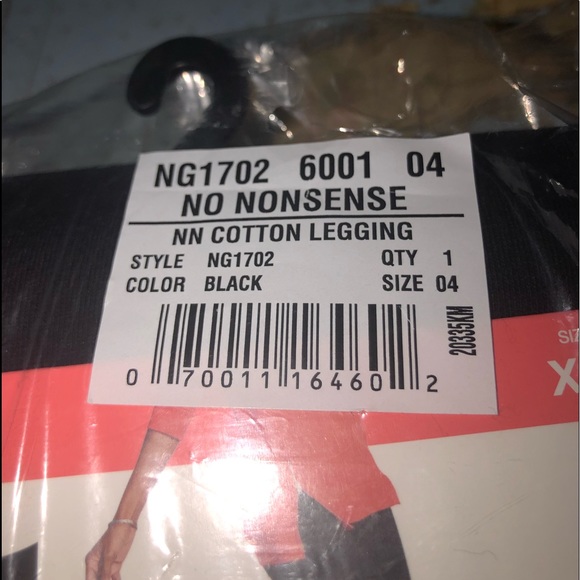 NG1702 6001 04
NO NONSENSE
NN COTTON LEGGING
STYLE NG1702 QTY 1
COLOR BLACK SIZE 04
20335KM
0 70011 16460 2